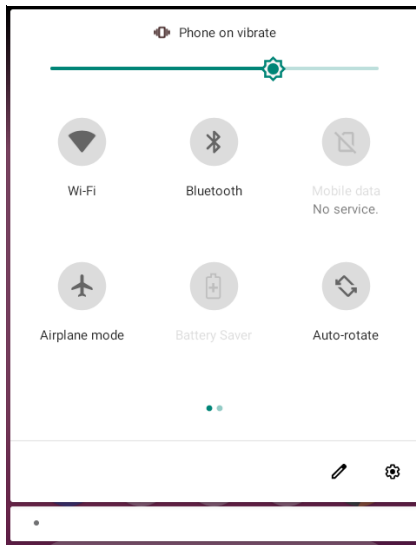 Phone on vibrate
Wi-Fi
Bluetooth
Mobile data
No service.
Airplane mode
Battery Saver
Auto-rotate